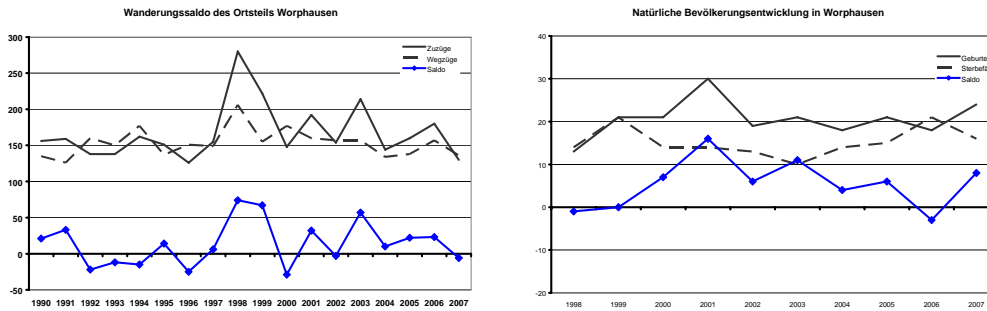 Wanderungssaldo des Ortsteils Worphausen
300
250
200
150
100
50
0
-50
Zuzüge
Wegzüge
Saldo
1990 1991 1992 1993 1994 1995 1996 1997 1998 1999 2000 2001 2002 2003 2004 2005 2006 2007
Natürliche Bevölkerungsentwicklung in Worphausen
40
30
20
10
0
-10
-20
Geburte
Sterbefä
Saldo
1998 1999 2000 2001 2002 2003 2004 2005 2006 2007